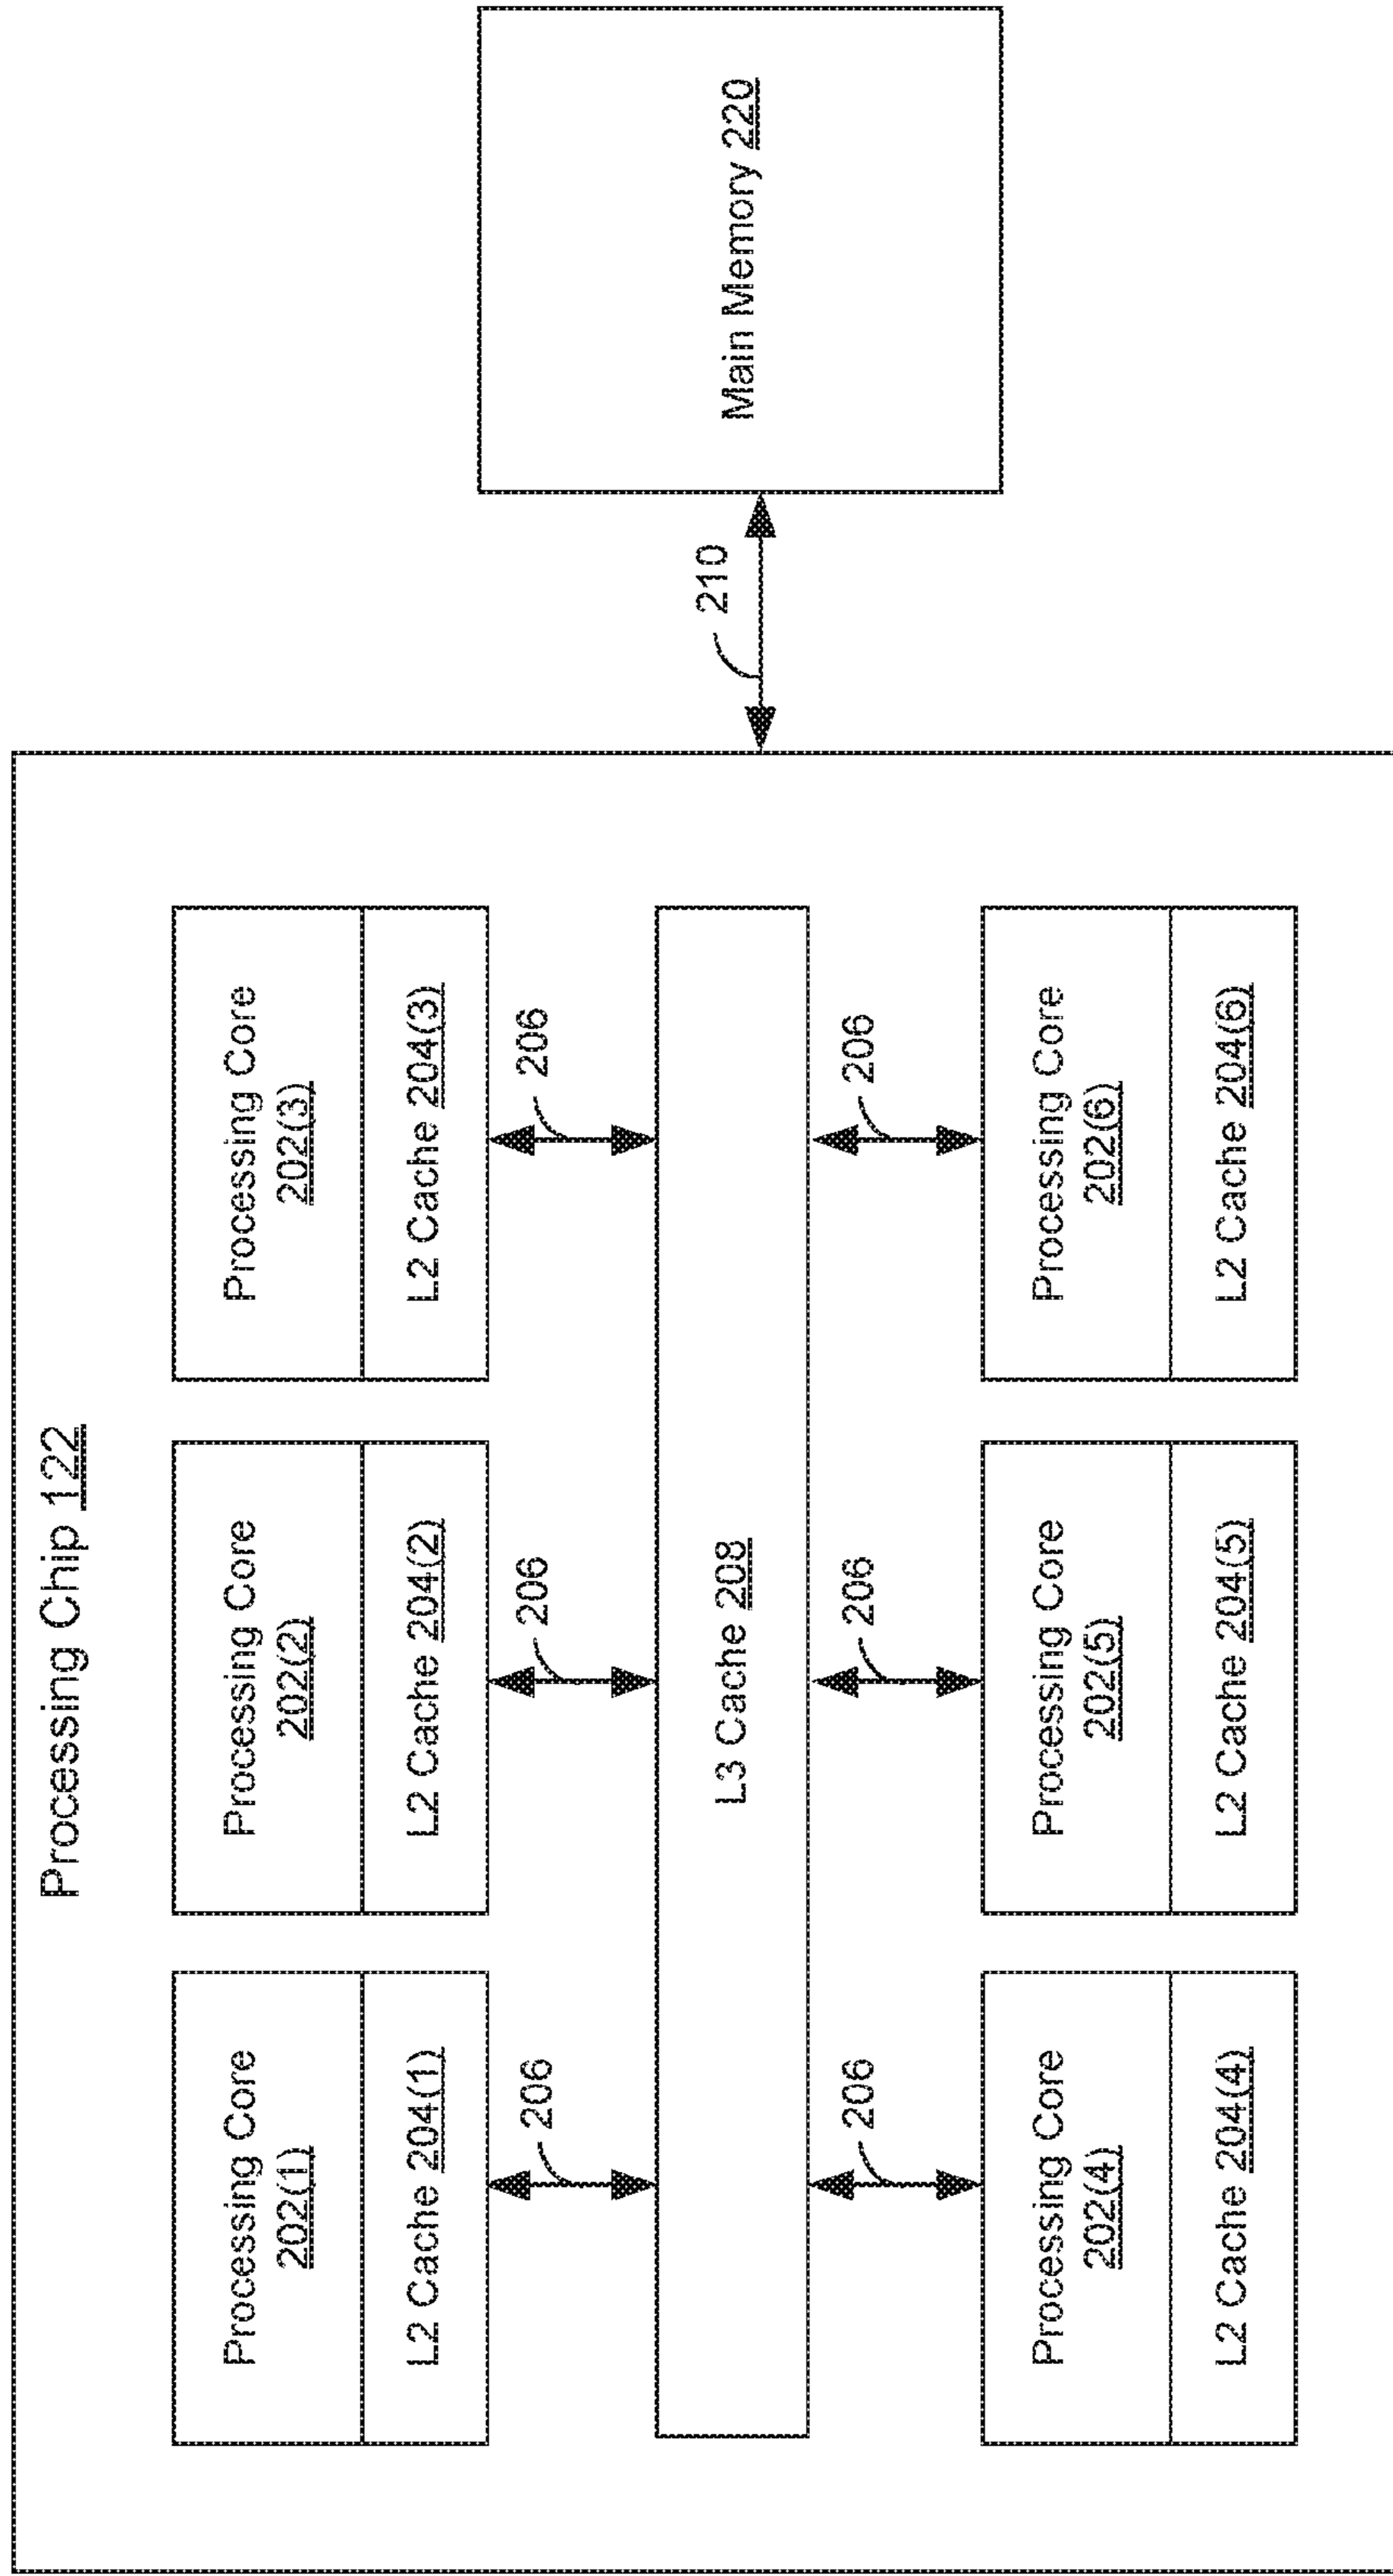 Processing Chip 122
Processing Core
202(1)
L2 Cache 204(1)
Processing Core
202(2)
L2 Cache 204(2)
Processing Core
202(3)
L2 Cache 204(3)
206
206
206
L3 Cache 208
210
Main Memory 220
206
206
206
Processing Core
202(4)
L2 Cache 204(4)
Processing Core
202(5)
L2 Cache 204(5)
Processing Core
202(6)
L2 Cache 204(6)